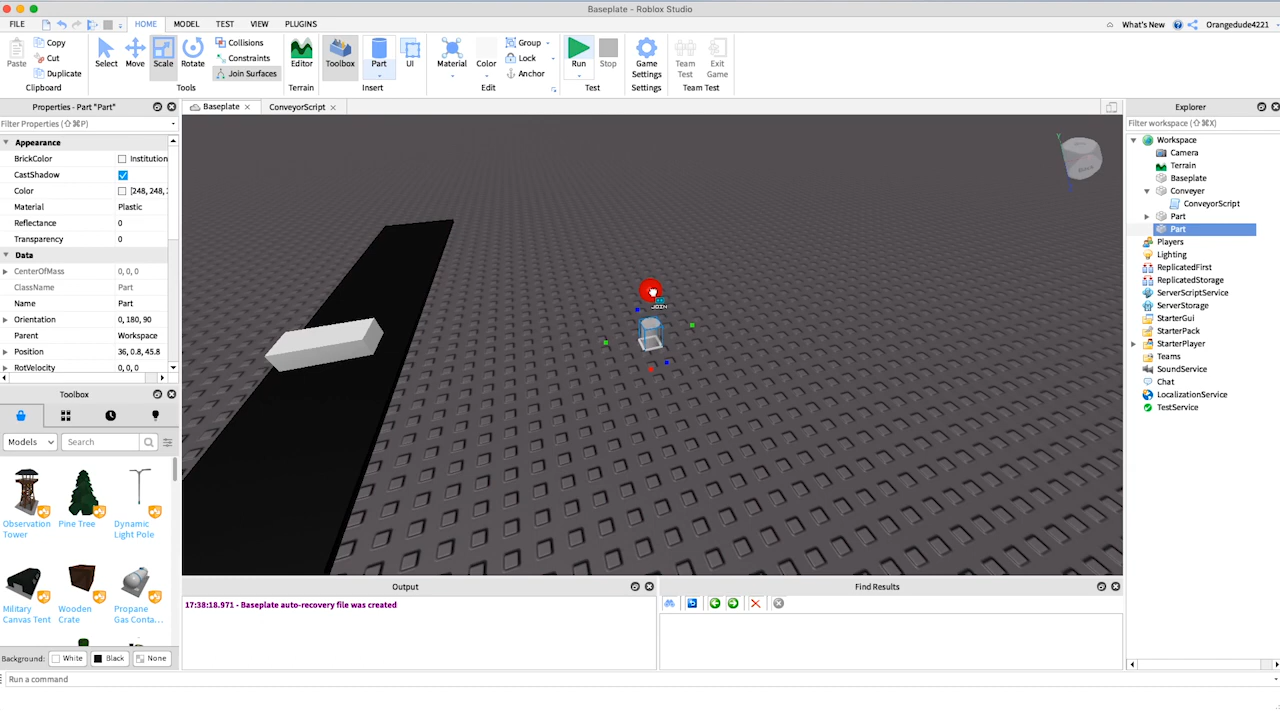 Baseplate - Roblox Studio
FILE HOME MODEL TEST VIEW PLUGINS What's New Orangedude4221
Paste Copy Cut Duplicate Select Move Scale Rotate Collisions Constraints Join Surfaces Editor Toolbox Part UI Material Color Group Lock Anchor Run Stop Game Settings Team Test Exit Game
Clipboard Tools Terrain Insert Edit Test Settings Team Test
Properties - Part "Part"
Filter Properties (⇧⌘P)
Appearance
BrickColor Institution
CastShadow
Color [248, 248,
Material Plastic
Reflectance 0
Transparency 0
Data
CenterOfMass 0, 0, 0
ClassName Part
Name Part
Orientation 0, 180, 90
Parent Workspace
Position 36, 0.8, 45.8
RotVelocity 0, 0, 0
Toolbox
Models Search
Observation Tower
Pine Tree
Dynamic Light Pole
Military Canvas Tent
Wooden Crate
Propane Gas Conta...
Background: White Black None
Baseplate ConveyorScript
Y
JOIN
Output
17:38:18.971 - Baseplate auto-recovery file was created
Find Results
Explorer
Filter workspace (⇧⌘X)
Workspace
Camera
Terrain
Baseplate
Conveyer
ConveyorScript
Part
Part
Players
Lighting
ReplicatedFirst
ReplicatedStorage
ServerScriptService
ServerStorage
StarterGui
StarterPack
StarterPlayer
Teams
SoundService
Chat
LocalizationService
TestService
Run a command